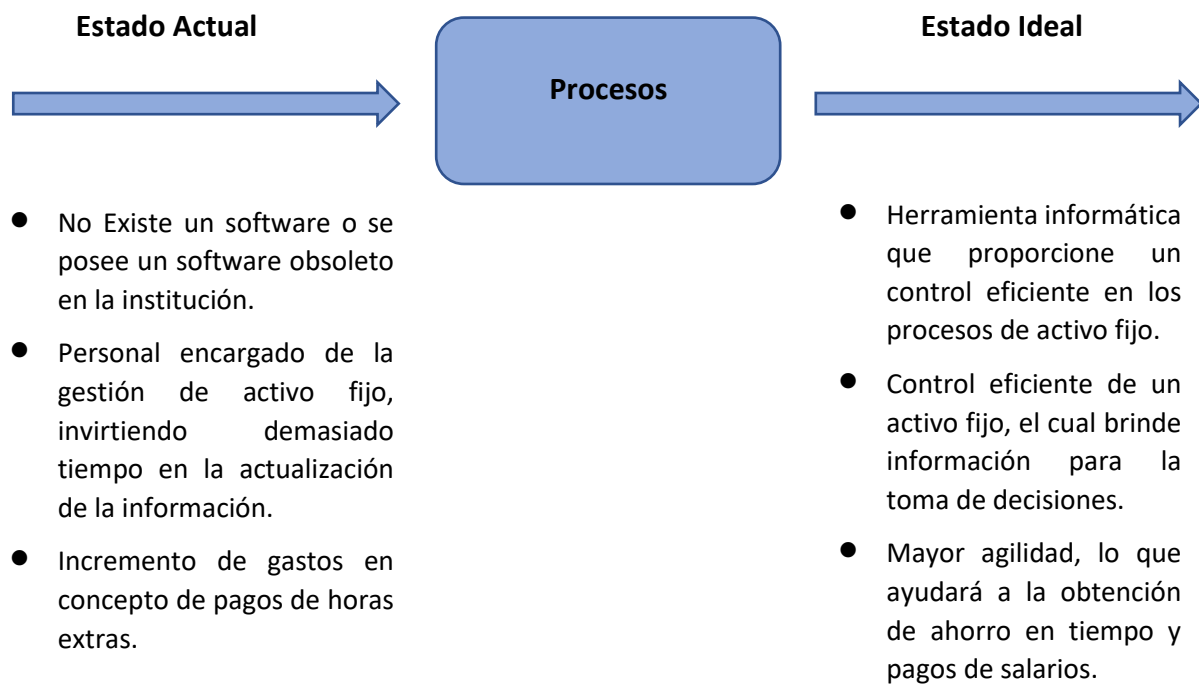 Estado Actual
Procesos
Estado Ideal
● No Existe un software o se
posee un software obsoleto
en la institución.
● Personal encargado de la
gestión de activo fijo,
invirtiendo demasiado
tiempo en la actualización
de la información.
● Incremento de gastos en
concepto de pagos de horas
extras.
● Herramienta informática
que proporcione un
control eficiente en los
procesos de activo fijo.
● Control eficiente de un
activo fijo, el cual brinde
información para la
toma de decisiones.
● Mayor agilidad, lo que
ayudará a la obtención
de ahorro en tiempo y
pagos de salarios.